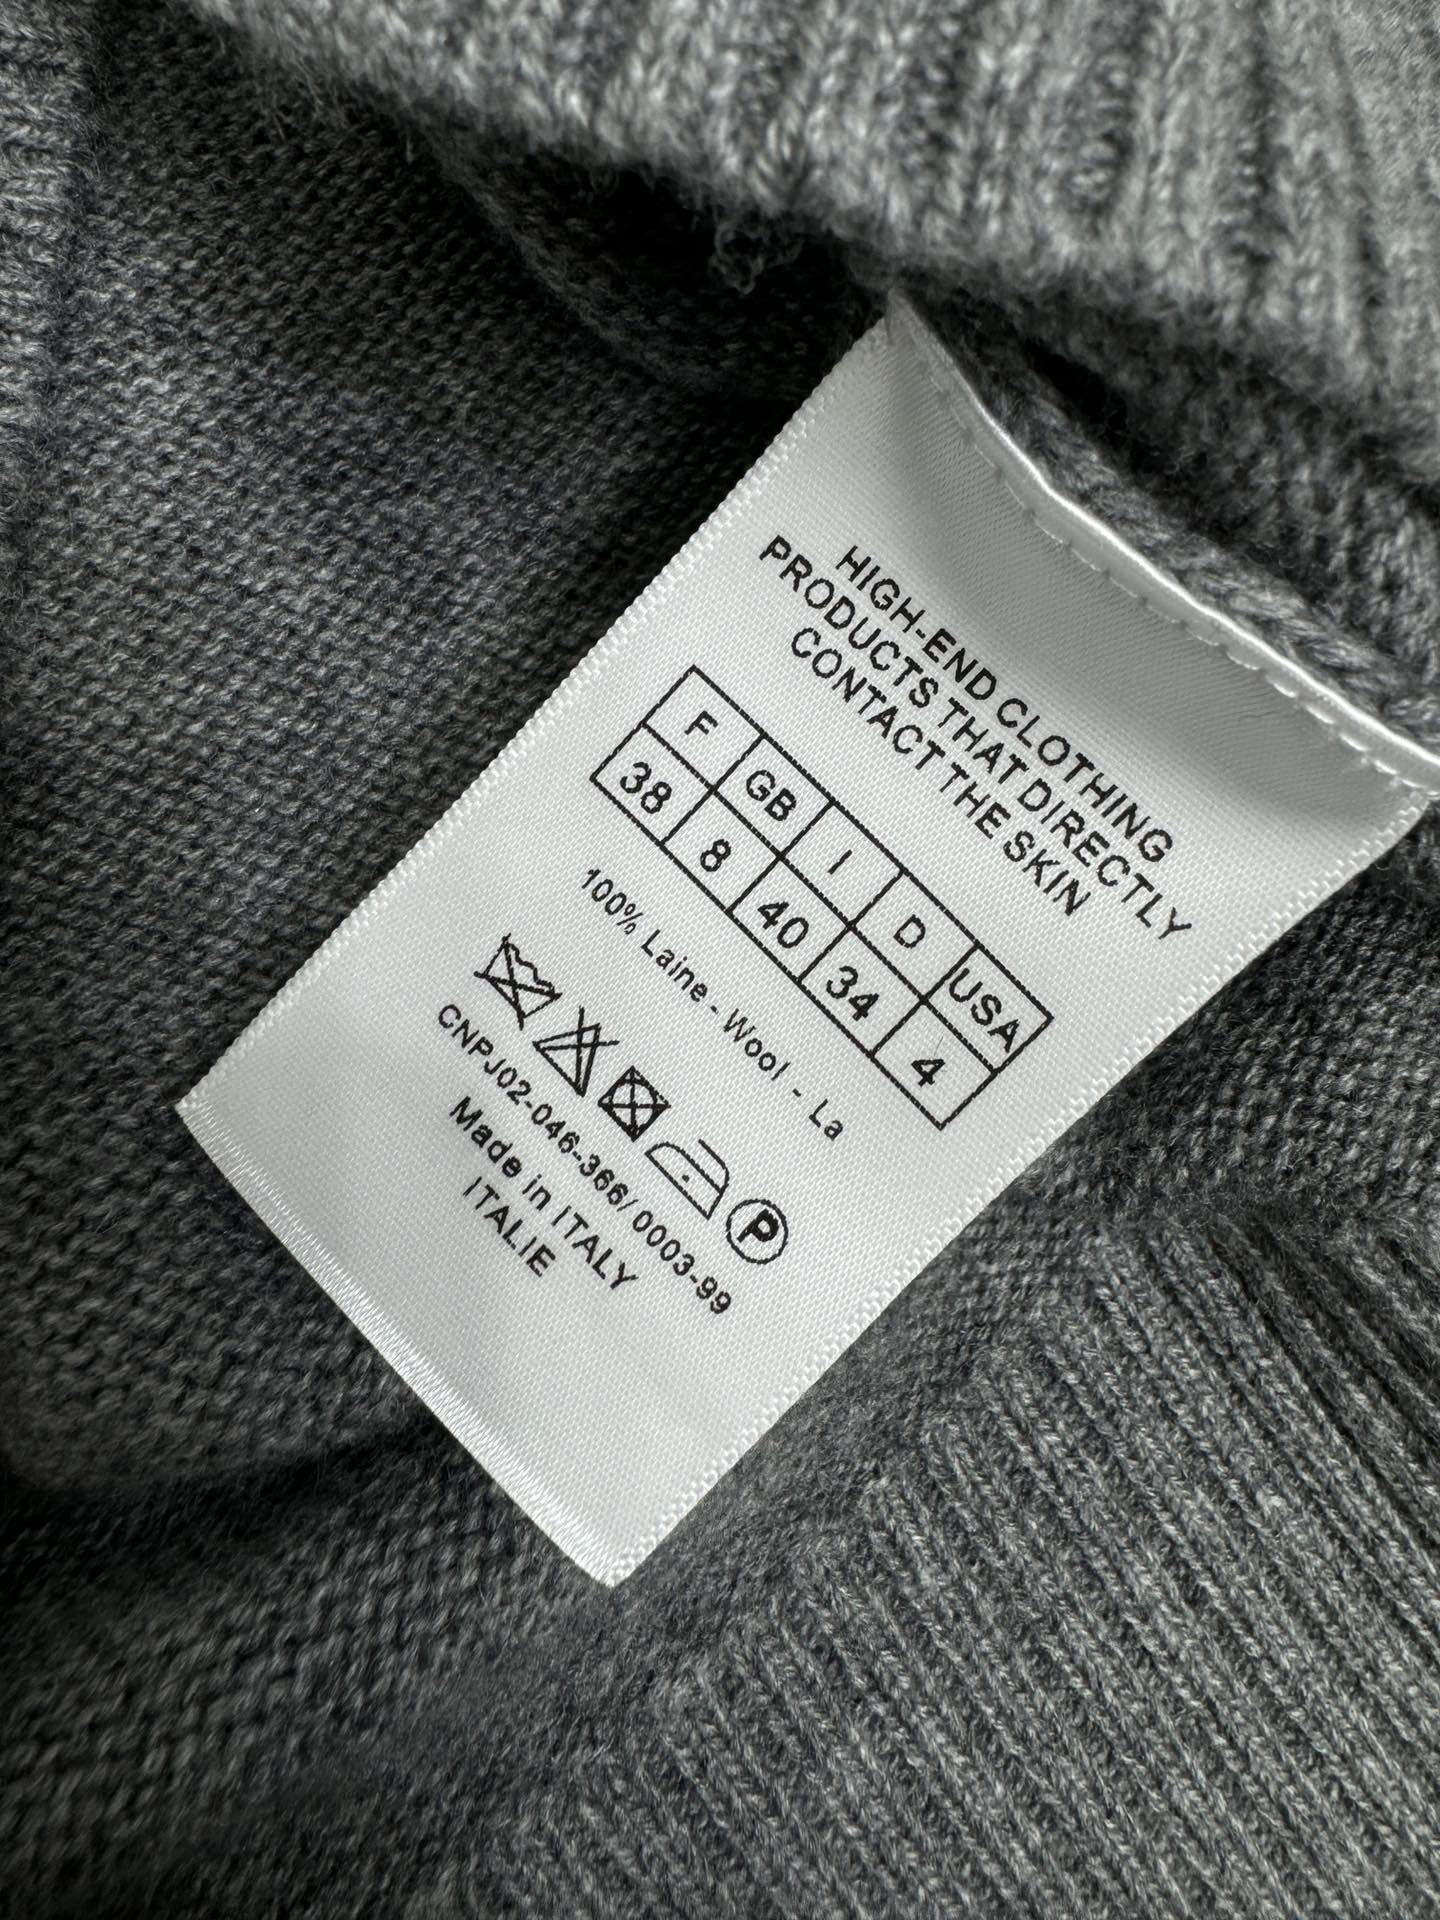 HIGH-END CLOTHING
PRODUCTS THAT DIRECTLY
CONTACT THE SKIN
F GB I D USA
38 8 40 34 4
100% Laine - Wool - La
P
CNPJ02-046-366/0003-99
Made in ITALY
ITALIE